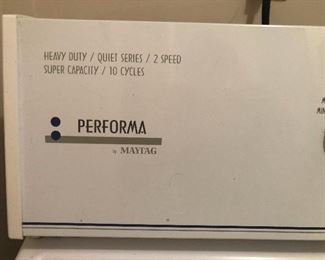 HEAVY DUTY / QUIET SERIES / 2 SPEED
SUPER CAPACITY / 10 CYCLES
PERFORMA
by MAYTAG